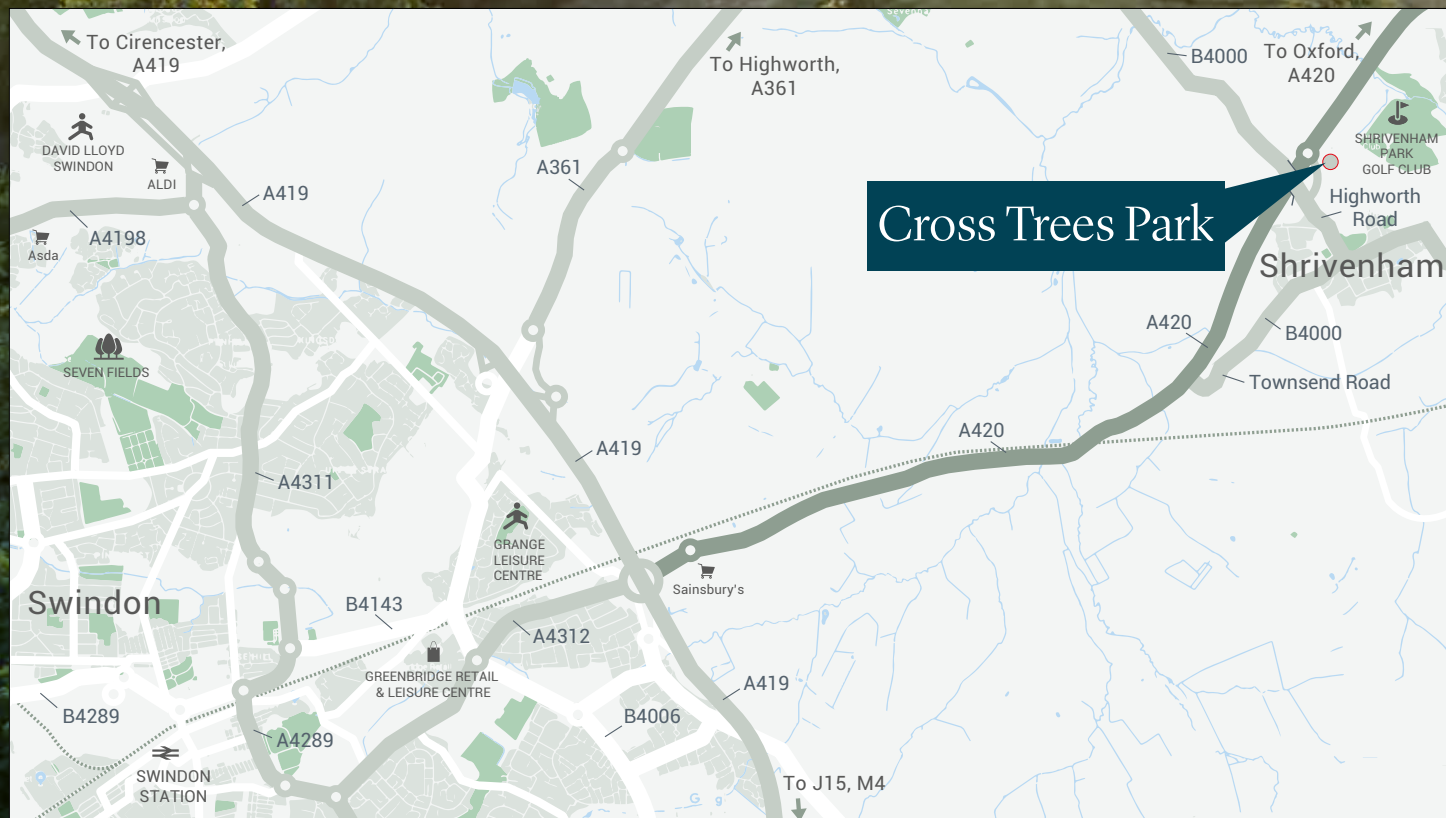 To Cirencester,
A419
To Highworth,
A361
B4000
To Oxford,
A420
DAVID LLOYD
SWINDON
ALDI
A361
A419
SHRIVENHAM
PARK
GOLF CLUB
Highworth
Road
A4198
Asda
Cross Trees Park
Shrivenham
A420
B4000
SEVEN FIELDS
Townsend Road
A419
A420
A4311
GRANGE
LEISURE
CENTRE
Sainsbury's
Swindon
B4143
A4312
GREENBRIDGE RETAIL
& LEISURE CENTRE
A419
B4289
B4006
A4289
SWINDON
STATION
To J15, M4